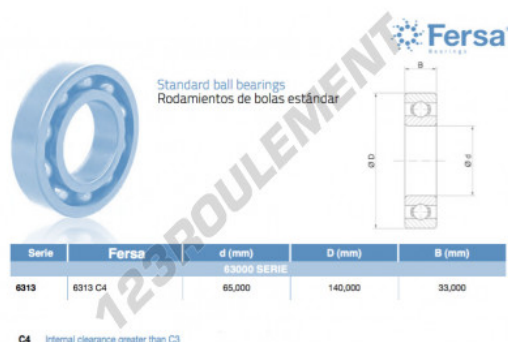 Fersa
Bearings
Standard ball bearings
Rodamientos de bolas estándar
B
Ø D
Ø d
123ROULEMENT
Serie Fersa d (mm) D (mm) B (mm)
63000 SERIE
6313 6313 C4 65,000 140,000 33,000
C4 Internal clearance greater than C3